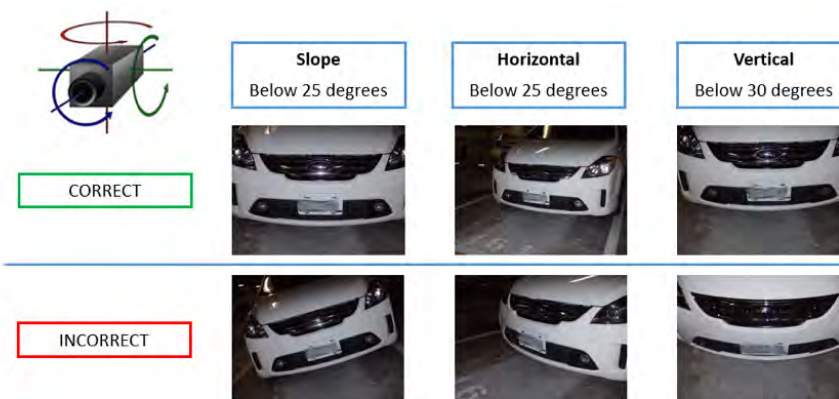 Slope
Below 25 degrees
Horizontal
Below 25 degrees
Vertical
Below 30 degrees
CORRECT
INCORRECT